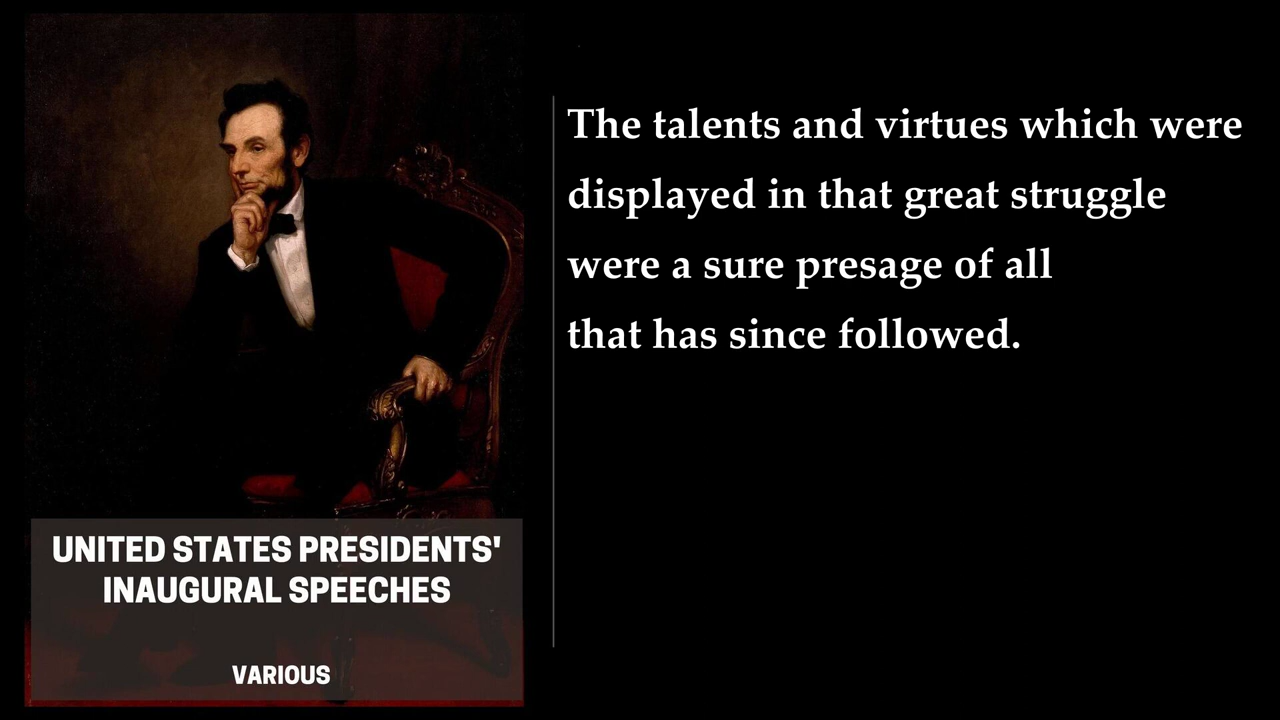 The talents and virtues which were
displayed in that great struggle
were a sure presage of all
that has since followed.
UNITED STATES PRESIDENTS'
INAUGURAL SPEECHES
VARIOUS